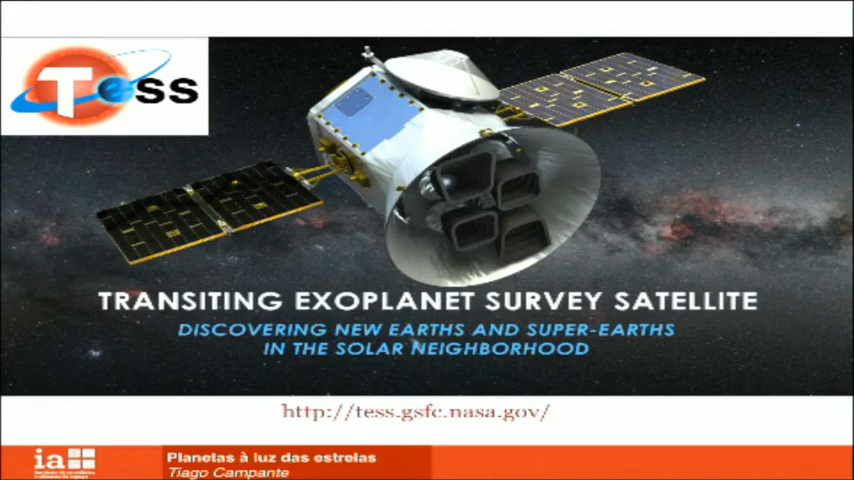 Tess
TRANSITING EXOPLANET SURVEY SATELLITE
DISCOVERING NEW EARTHS AND SUPER-EARTHS
IN THE SOLAR NEIGHBORHOOD
http://tess.gsfc.nasa.gov/
ia
Planetas à luz das estrelas
Tiago Campante